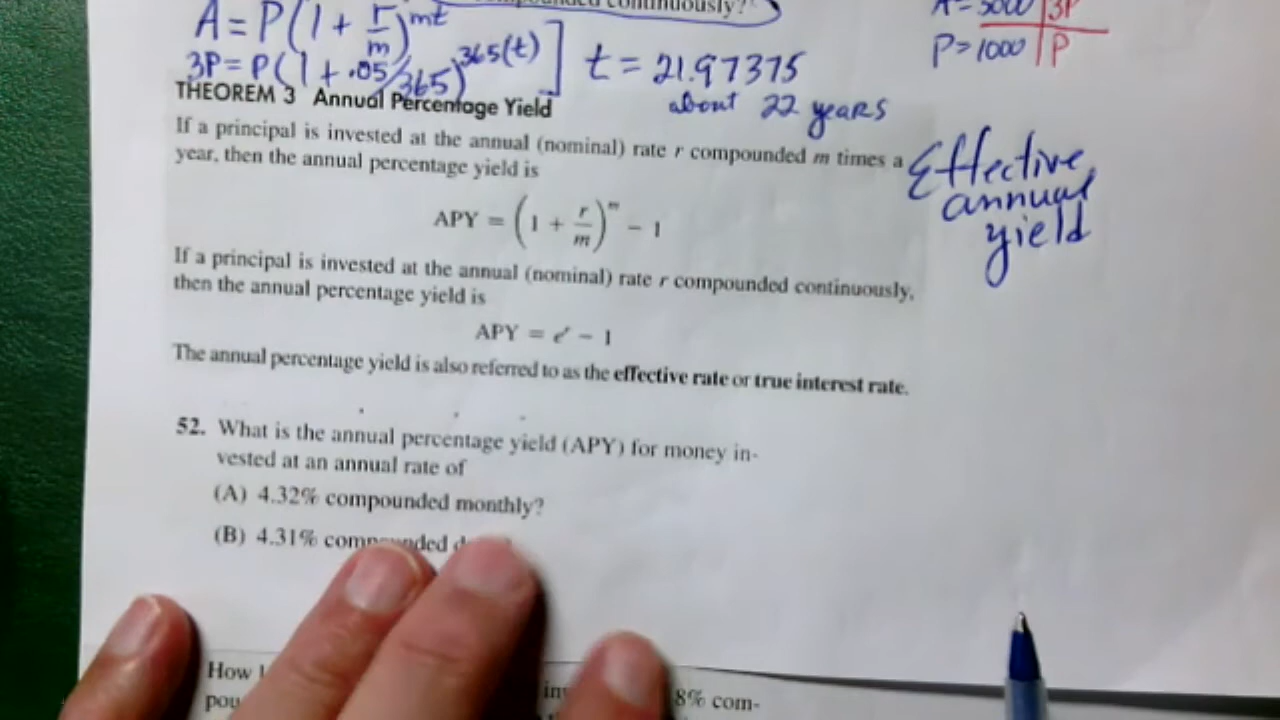 continuously?
A = P(1 + r/m)^mt
3P = P(1 + .05/365)^365(t)] t = 21.97375
about 22 years
A = 3000 | 3P
P = 1000 | P
THEOREM 3 Annual Percentage Yield
If a principal is invested at the annual (nominal) rate r compounded m times a
year, then the annual percentage yield is
Effective
annual
yield
APY = (1 + r/m)^m − 1
If a principal is invested at the annual (nominal) rate r compounded continuously,
then the annual percentage yield is
APY = e^r − 1
The annual percentage yield is also referred to as the effective rate or true interest rate.
52. What is the annual percentage yield (APY) for money in-
vested at an annual rate of
(A) 4.32% compounded monthly?
(B) 4.31% compounded
How
8% com-